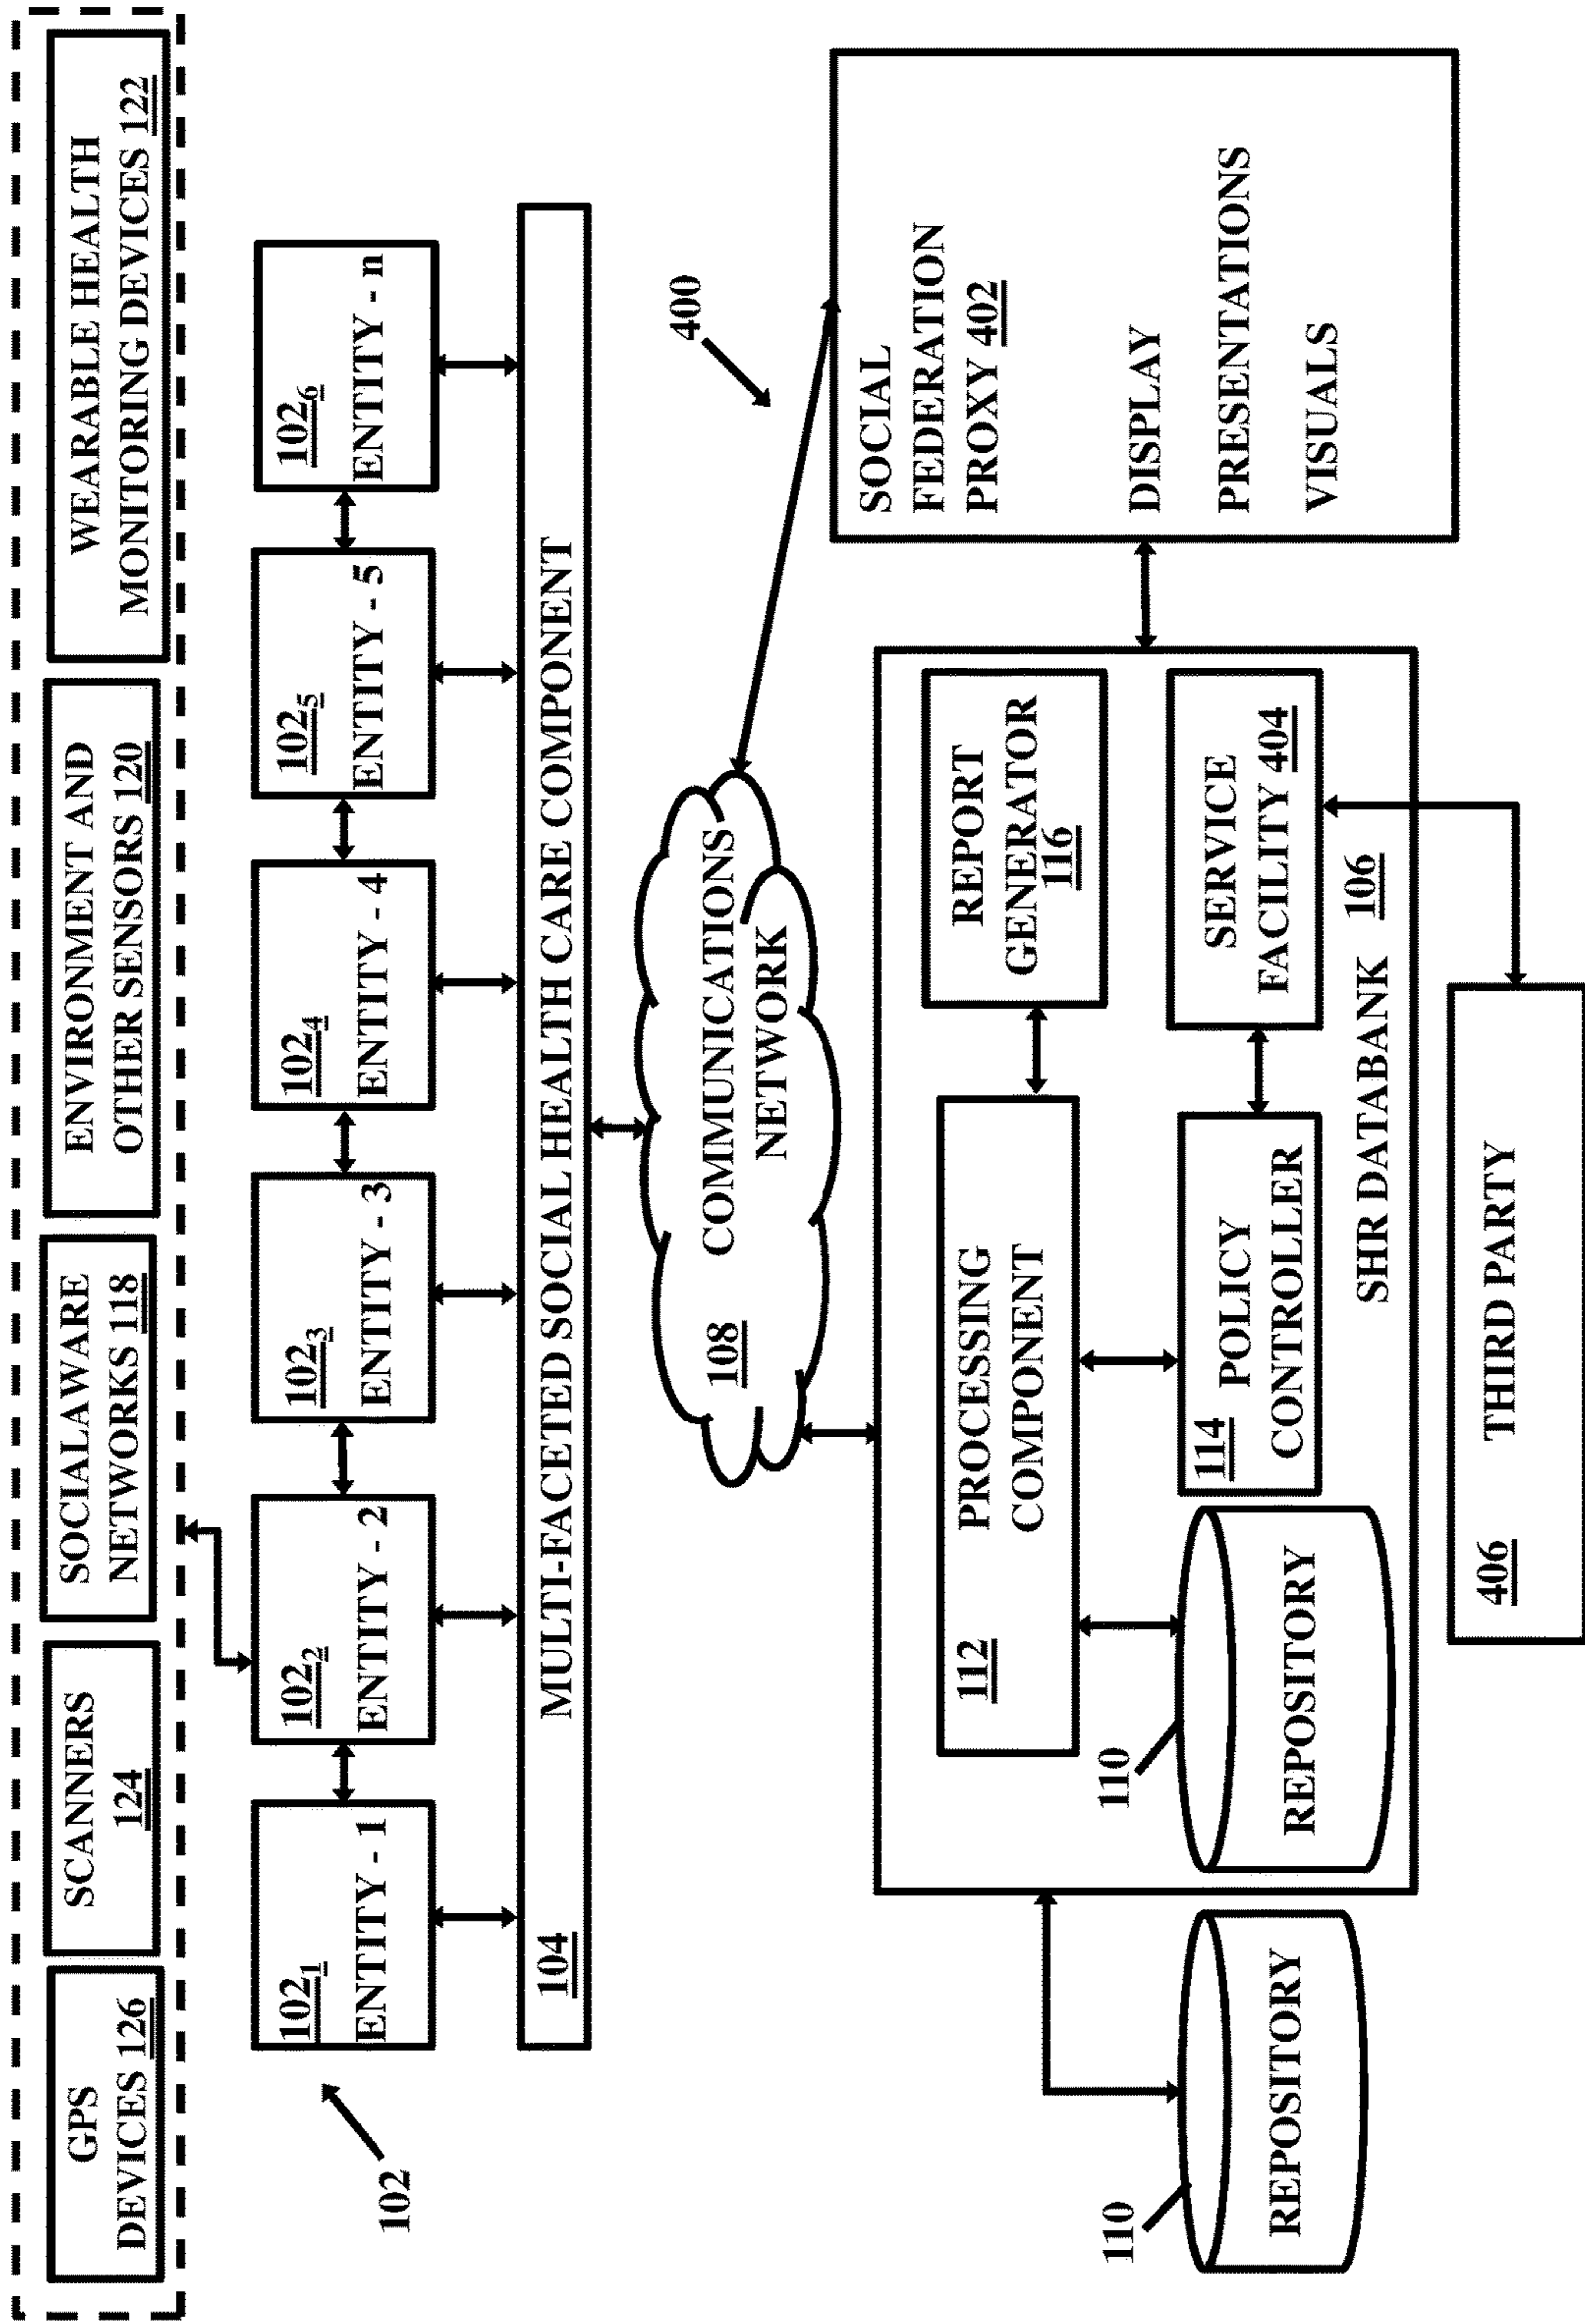 GPS
DEVICES 126
SCANNERS
124
SOCIALAWARE
NETWORKS 118
ENVIRONMENT AND
OTHER SENSORS 120
WEARABLE HEALTH
MONITORING DEVICES 122
102
102₁
ENTITY - 1
102₂
ENTITY - 2
102₃
ENTITY - 3
102₄
ENTITY - 4
102₅
ENTITY - 5
102₆
ENTITY - n
104 MULTI-FACETED SOCIAL HEALTH CARE COMPONENT
400
COMMUNICATIONS
108 NETWORK
110
REPOSITORY
112 PROCESSING
COMPONENT
REPORT
GENERATOR
116
110
REPOSITORY
114 POLICY
CONTROLLER
SERVICE
FACILITY 404
SHR DATABANK 106
SOCIAL
FEDERATION
PROXY 402
DISPLAY
PRESENTATIONS
VISUALS
406 THIRD PARTY